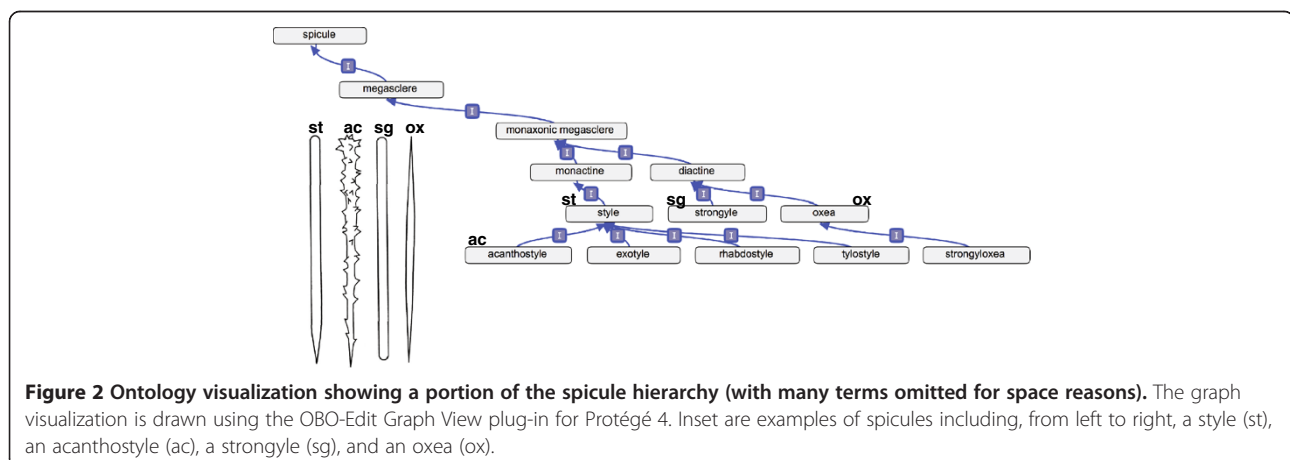 spicule
I
megasclere
I
st ac sg ox
monaxonic megasclere
I I
monactine diactine
I I I
st sg ox
style strongyle oxea
ac I I I I I
acanthostyle exotyle rhabdostyle tylostyle strongyloxea
Figure 2 Ontology visualization showing a portion of the spicule hierarchy (with many terms omitted for space reasons). The graph
visualization is drawn using the OBO-Edit Graph View plug-in for Protégé 4. Inset are examples of spicules including, from left to right, a style (st),
an acanthostyle (ac), a strongyle (sg), and an oxea (ox).